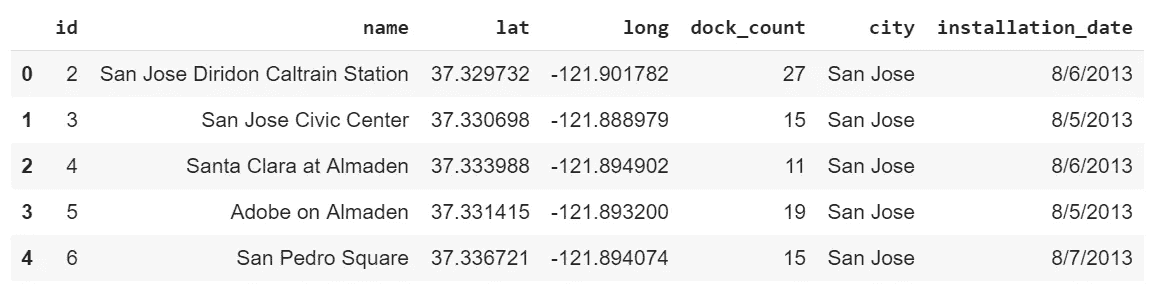 id name lat long dock_count city installation_date
0 2 San Jose Diridon Caltrain Station 37.329732 -121.901782 27 San Jose 8/6/2013
1 3 San Jose Civic Center 37.330698 -121.888979 15 San Jose 8/5/2013
2 4 Santa Clara at Almaden 37.333988 -121.894902 11 San Jose 8/6/2013
3 5 Adobe on Almaden 37.331415 -121.893200 19 San Jose 8/5/2013
4 6 San Pedro Square 37.336721 -121.894074 15 San Jose 8/7/2013